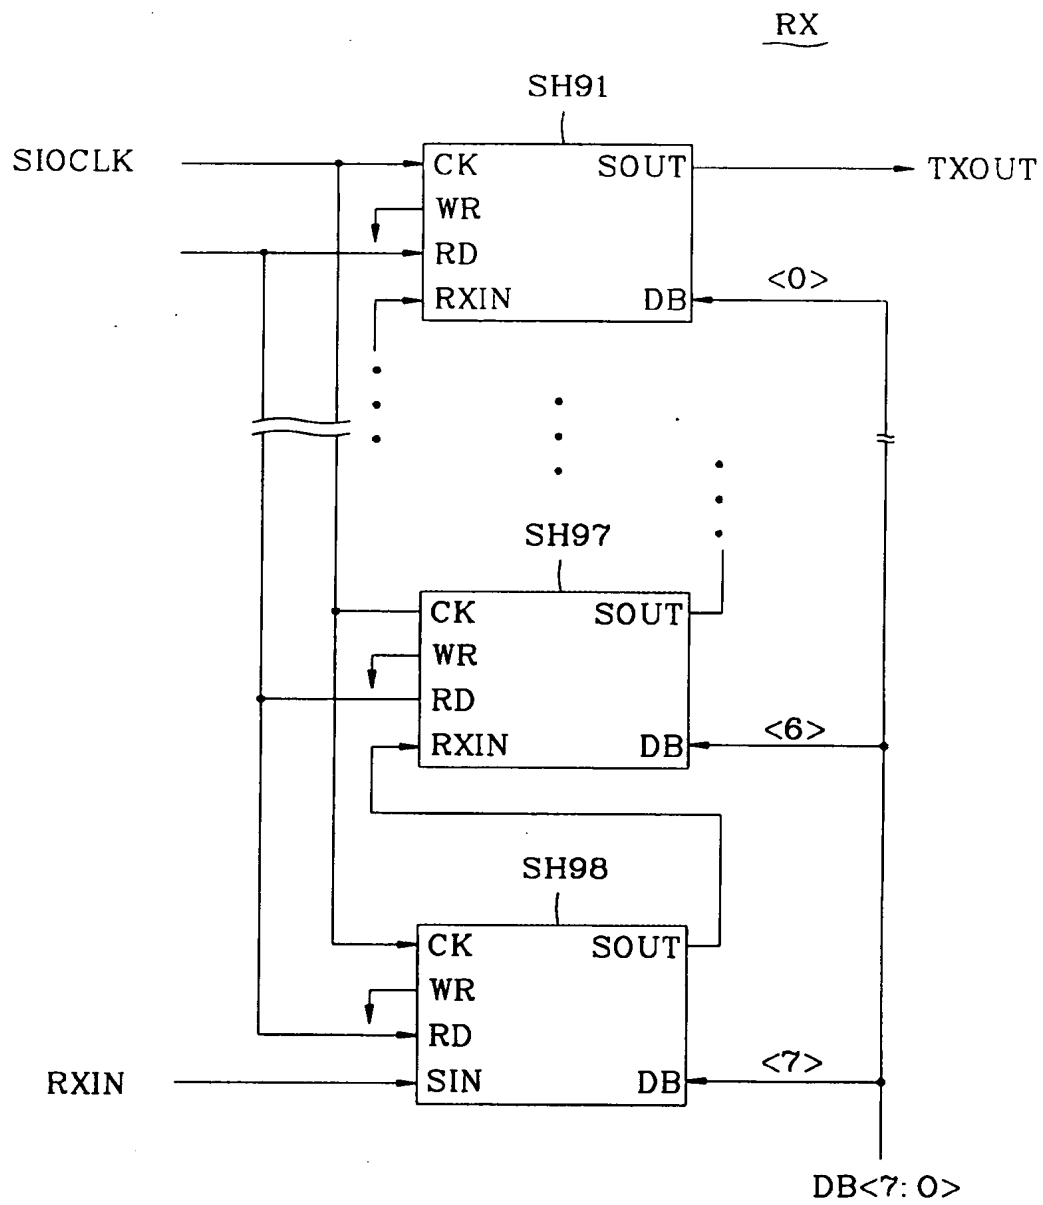 RX
SH91
SIOCLK
CK SOUT
TXOUT
WR
RD
<0>
RXIN DB
SH97
CK SOUT
WR
RD
<6>
RXIN DB
SH98
CK SOUT
WR
RD
<7>
RXIN
SIN DB
DB<7:0>